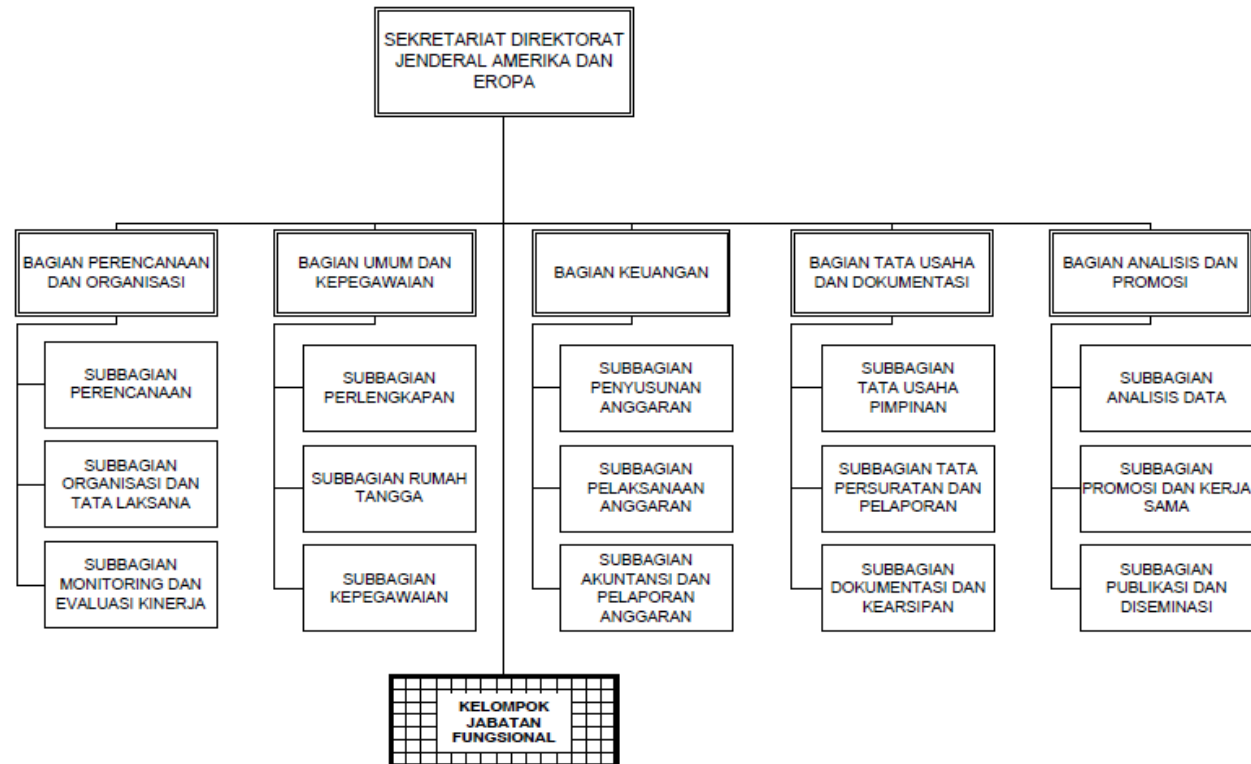 SEKRETARIAT DIREKTORAT
JENDERAL AMERIKA DAN
EROPA
BAGIAN PERENCANAAN
DAN ORGANISASI
BAGIAN UMUM DAN
KEPEGAWAIAN
BAGIAN KEUANGAN
BAGIAN TATA USAHA
DAN DOKUMENTASI
BAGIAN ANALISIS DAN
PROMOSI
SUBBAGIAN
PERENCANAAN
SUBBAGIAN
ORGANISASI DAN
TATA LAKSANA
SUBBAGIAN
MONITORING DAN
EVALUASI KINERJA
SUBBAGIAN
PERLENGKAPAN
SUBBAGIAN RUMAH
TANGGA
SUBBAGIAN
KEPEGAWAIAN
SUBBAGIAN
PENYUSUNAN
ANGGARAN
SUBBAGIAN
PELAKSANAAN
ANGGARAN
SUBBAGIAN
AKUNTANSI DAN
PELAPORAN
ANGGARAN
SUBBAGIAN
TATA USAHA
PIMPINAN
SUBBAGIAN TATA
PERSURATAN DAN
PELAPORAN
SUBBAGIAN
DOKUMENTASI DAN
KEARSIPAN
SUBBAGIAN
ANALISIS DATA
SUBBAGIAN
PROMOSI DAN KERJA
SAMA
SUBBAGIAN
PUBLIKASI DAN
DISEMINASI
KELOMPOK
JABATAN
FUNGSIONAL